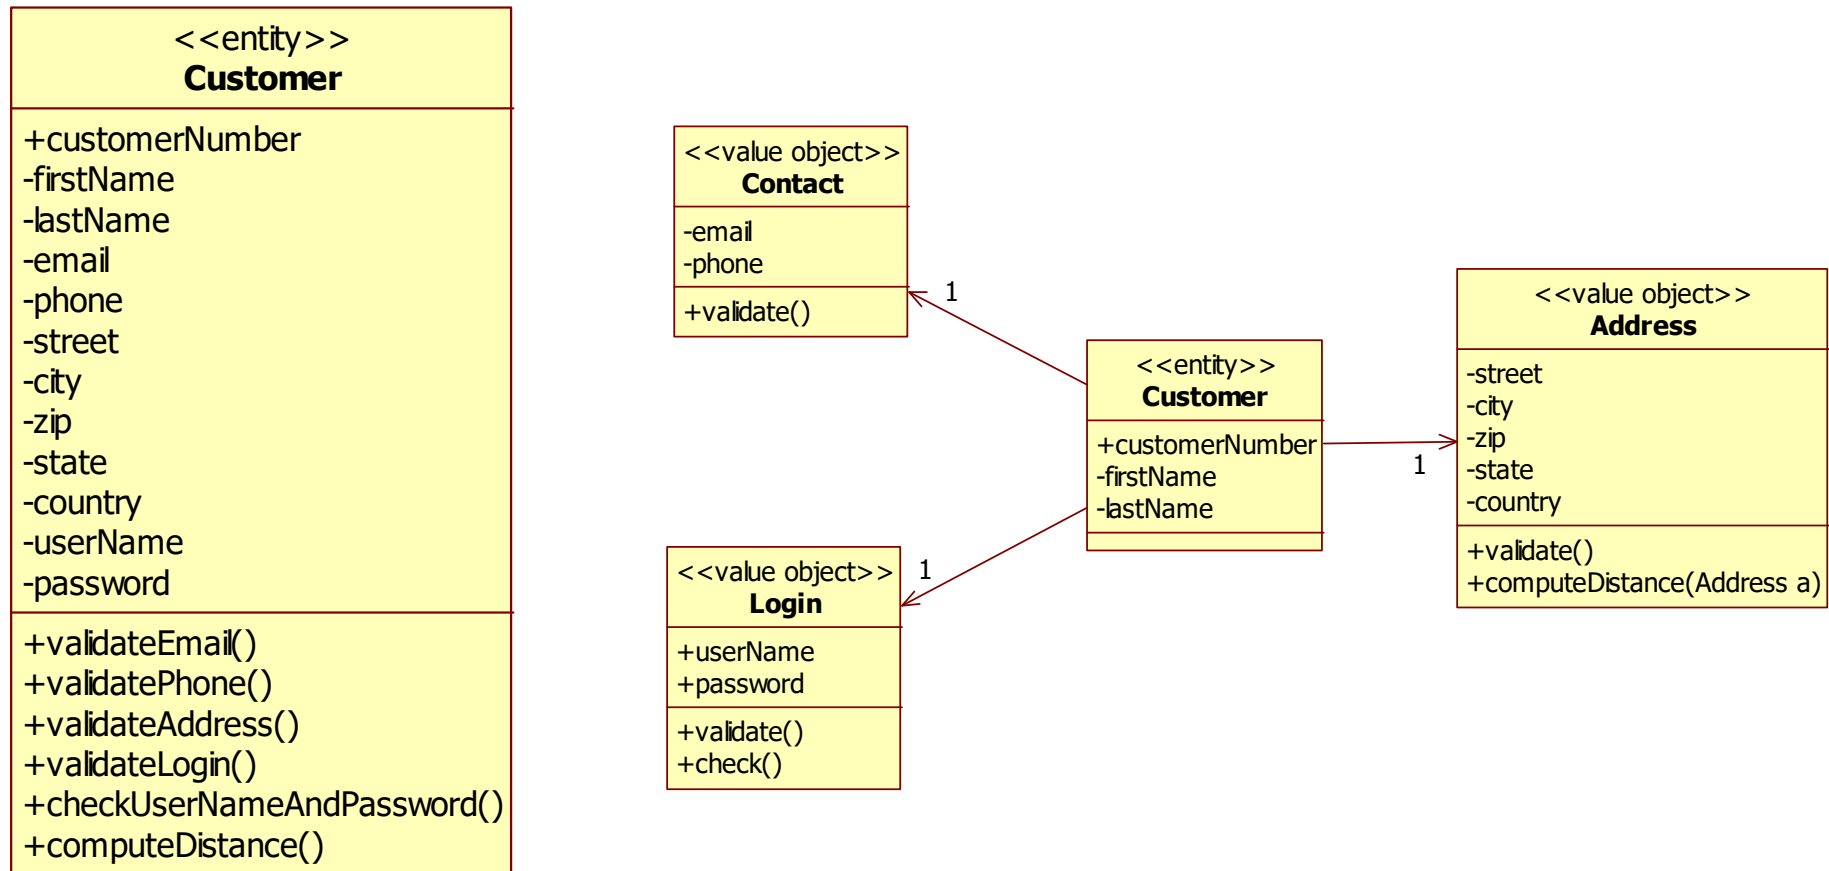 <<entity>>
Customer
+customerNumber
-firstName
-lastName
-email
-phone
-street
-city
-zip
-state
-country
-userName
-password
+validateEmail()
+validatePhone()
+validateAddress()
+validateLogin()
+checkUserNameAndPassword()
+computeDistance()
<<value object>>
Contact
-email
-phone
+validate()
1
<<value object>>
Login
+userName
+password
+validate()
+check()
1
<<entity>>
Customer
+customerNumber
-firstName
-lastName
1
<<value object>>
Address
-street
-city
-zip
-state
-country
+validate()
+computeDistance(Address a)